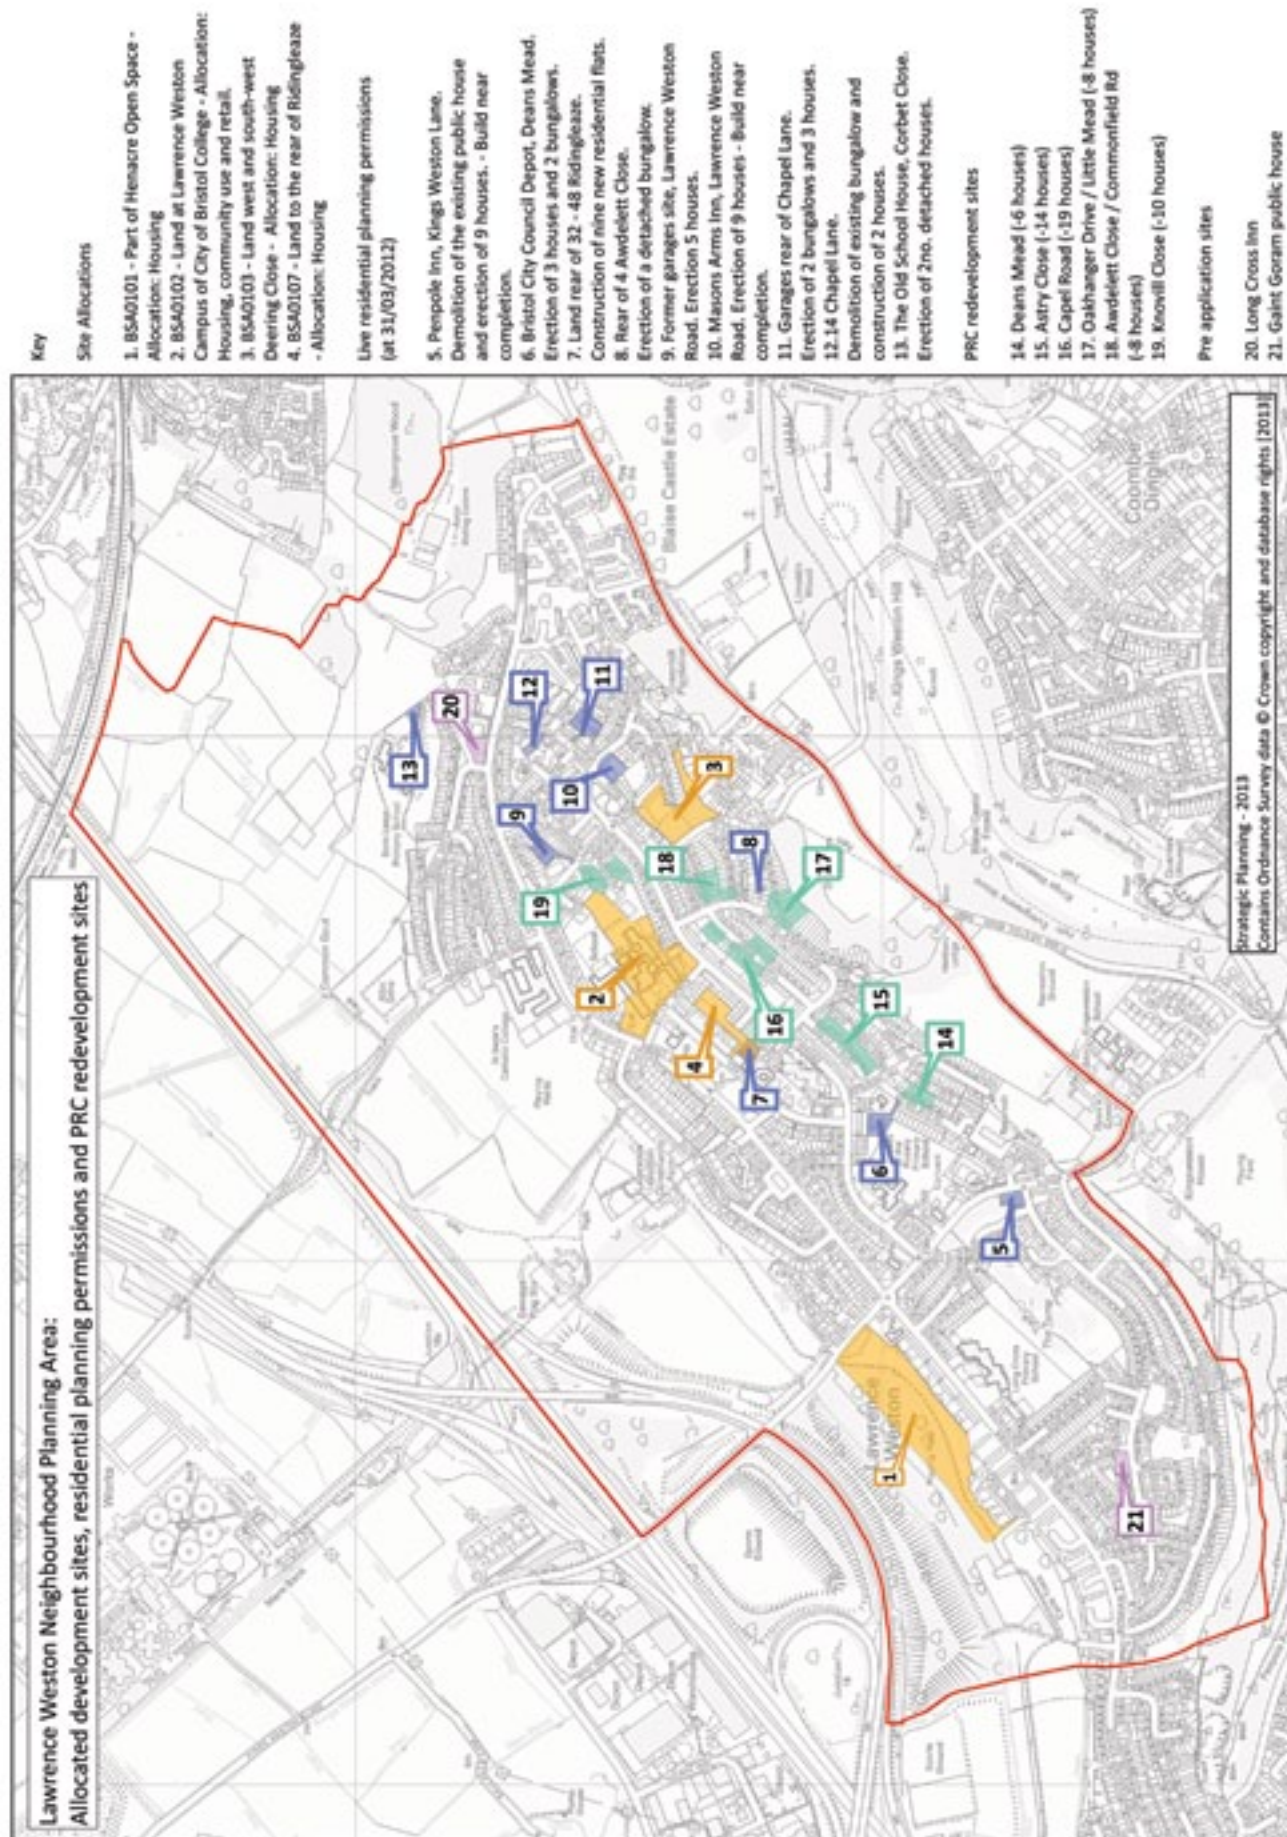 Lawrence Weston Neighbourhood Planning Area:
Allocated development sites, residential planning permissions and PRC redevelopment sites
Key
Site Allocations
1. BSA0101 - Part of Henacre Open Space -
Allocation: Housing
2. BSA0102 - Land at Lawrence Weston
Campus of City of Bristol College - Allocation:
Housing, community use and retail.
3. BSA0103 - Land west and south-west
Deering Close - Allocation: Housing
4. BSA0107 - Land to the rear of Ridingleaze
- Allocation: Housing
Live residential planning permissions
(at 31/03/2012)
5. Penpole Inn, Kings Weston Lane.
Demolition of the existing public house
and erection of 9 houses. - Build near
completion.
6. Bristol City Council Depot, Deans Mead.
Erection of 3 houses and 2 bungalows.
7. Land rear of 32 - 48 Ridingleaze.
Construction of nine new residential flats.
8. Rear of 4 Awdelett Close.
Erection of a detached bungalow.
9. Former garages site, Lawrence Weston
Road. Erection 5 houses.
10. Masons Arms Inn, Lawrence Weston
Road. Erection of 9 houses - Build near
completion.
11. Garages rear of Chapel Lane.
Erection of 2 bungalows and 3 houses.
12. 14 Chapel Lane.
Demolition of existing bungalow and
construction of 2 houses.
13. The Old School House, Corbet Close.
Erection of 2no. detached houses.
PRC redevelopment sites
14. Deans Mead (-6 houses)
15. Astry Close (-14 houses)
16. Capel Road (-19 houses)
17. Oakhanger Drive / Little Mead (-8 houses)
18. Awdelett Close / Commonfield Rd
(-8 houses)
19. Knovill Close (-10 houses)
Pre application sites
20. Long Cross Inn
21. Gaint Goram public house
13
20
12
11
10
9
3
18
8
17
19
2
16
4
7
15
14
6
5
1
21
Lawrence
Weston
Blaise Castle Estate
Kings Weston Hill
Coombe
Dingle
Strategic Planning - 2013
Contains Ordnance Survey data © Crown copyright and database rights [2013]